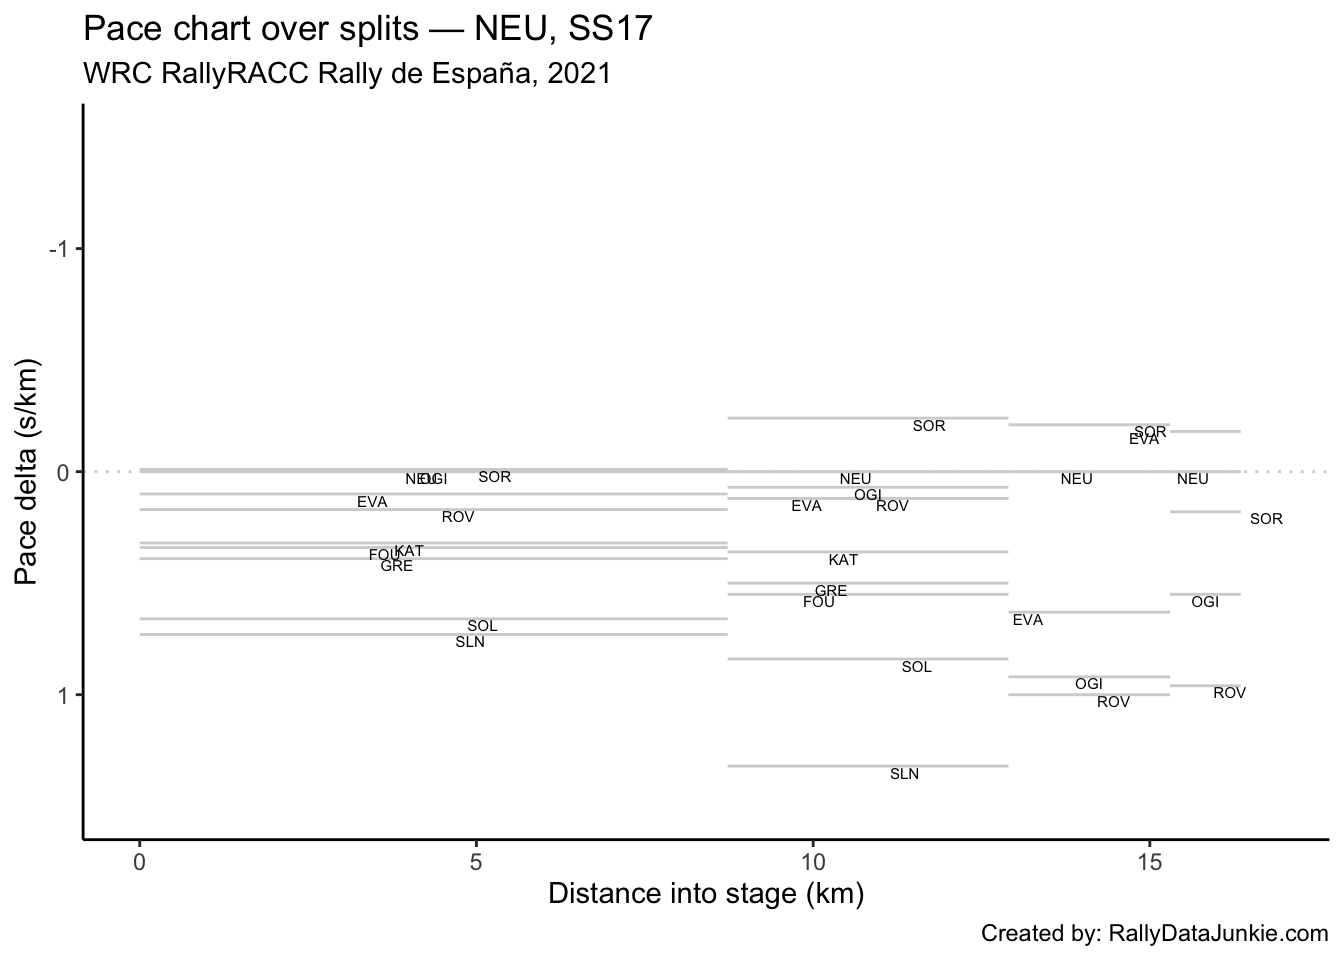 Pace chart over splits — NEU, SS17
WRC RallyRACC Rally de España, 2021
Pace delta (s/km)
-1
0
1
SOR
SOR
EVA
NEU
OGI
SOR
NEU
NEU
NEU
EVA
ROV
OGI
EVA
ROV
SOR
KAT
FOU
GRE
KAT
GRE
FOU
OGI
EVA
SOL
SLN
SOL
OGI
ROV
ROV
SLN
0
5
10
15
Distance into stage (km)
Created by: RallyDataJunkie.com